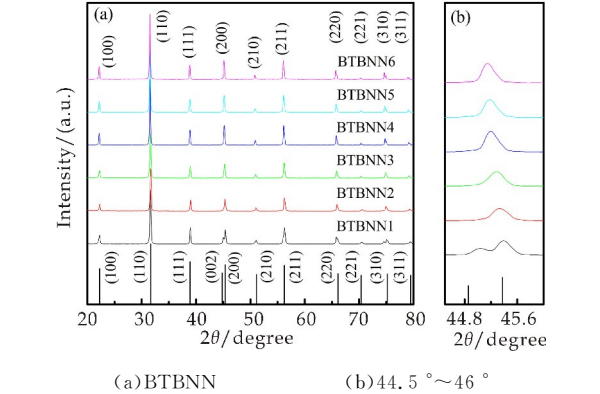 (a)
(b)
(100)
(110)
(111)
(200)
(210)
(211)
(220)
(221)
(310)
(311)
BTBNN6
BTBNN5
BTBNN4
BTBNN3
BTBNN2
BTBNN1
Intensity/(a.u.)
(100)
(110)
(111)
(002)
(200)
(210)
(211)
(220)
(221)
(310)
(311)
20 30 40 50 60 70 80
44.8 45.6
2θ/degree
2θ/degree
(a)BTBNN
(b)44.5°～46°